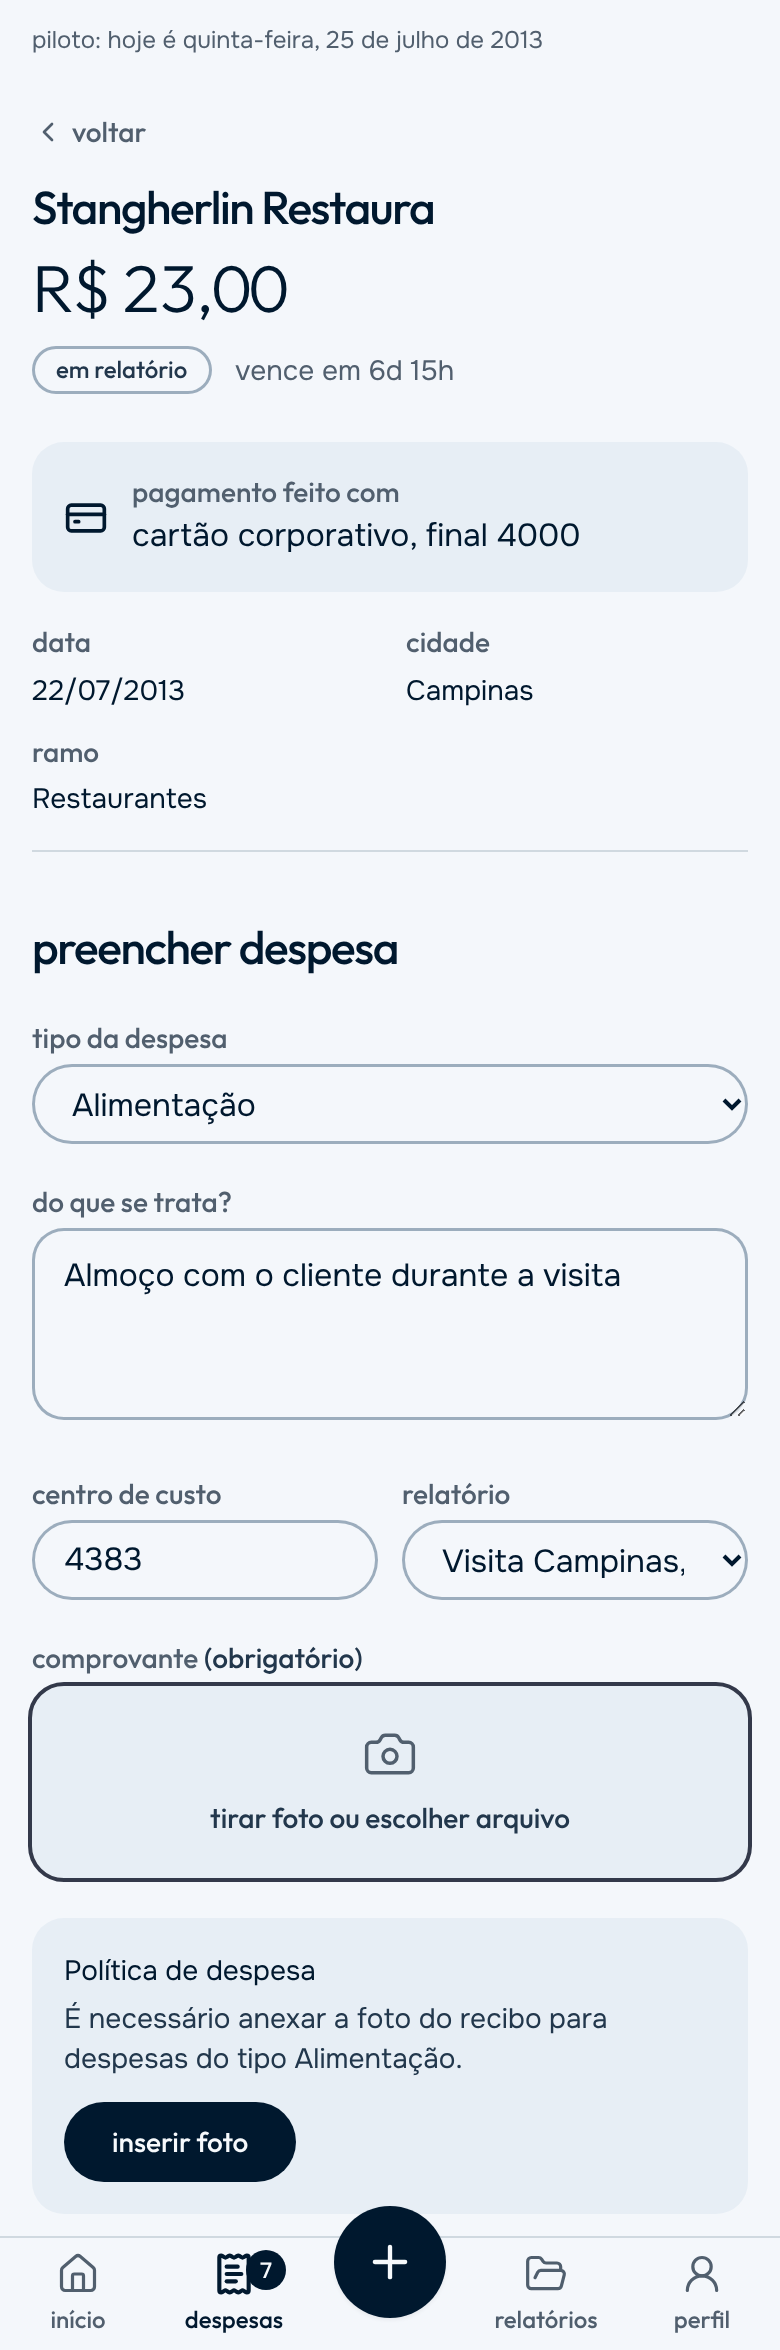 piloto: hoje é quinta-feira, 25 de julho de 2013
voltar
Stangherlin Restaura
R$ 23,00
em relatório
vence em 6d 15h
pagamento feito com
cartão corporativo, final 4000
data
cidade
22/07/2013
Campinas
ramo
Restaurantes
preencher despesa
tipo da despesa
Alimentação
do que se trata?
Almoço com o cliente durante a visita
centro de custo
relatório
4383
Visita Campinas,
comprovante (obrigatório)
tirar foto ou escolher arquivo
Política de despesa
É necessário anexar a foto do recibo para
despesas do tipo Alimentação.
inserir foto
7
início
despesas
relatórios
perfil